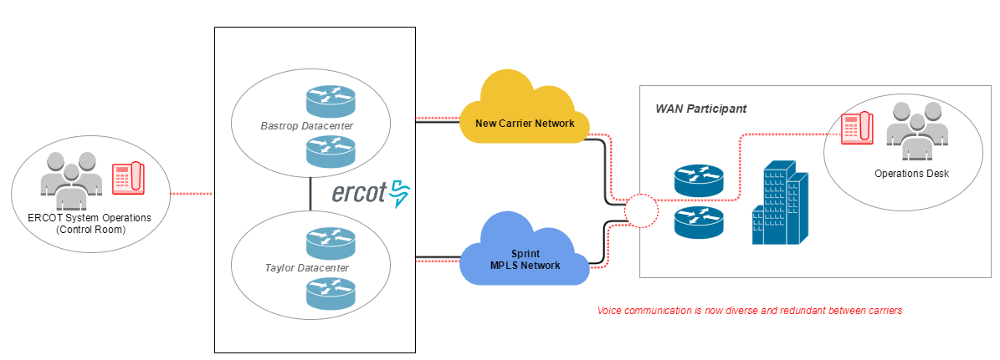 ERCOT System Operations
(Control Room)
Bastrop Datacenter
ercot
Taylor Datacenter
New Carrier Network
Sprint
MPLS Network
WAN Participant
Operations Desk
Voice communication is now diverse and redundant between carriers